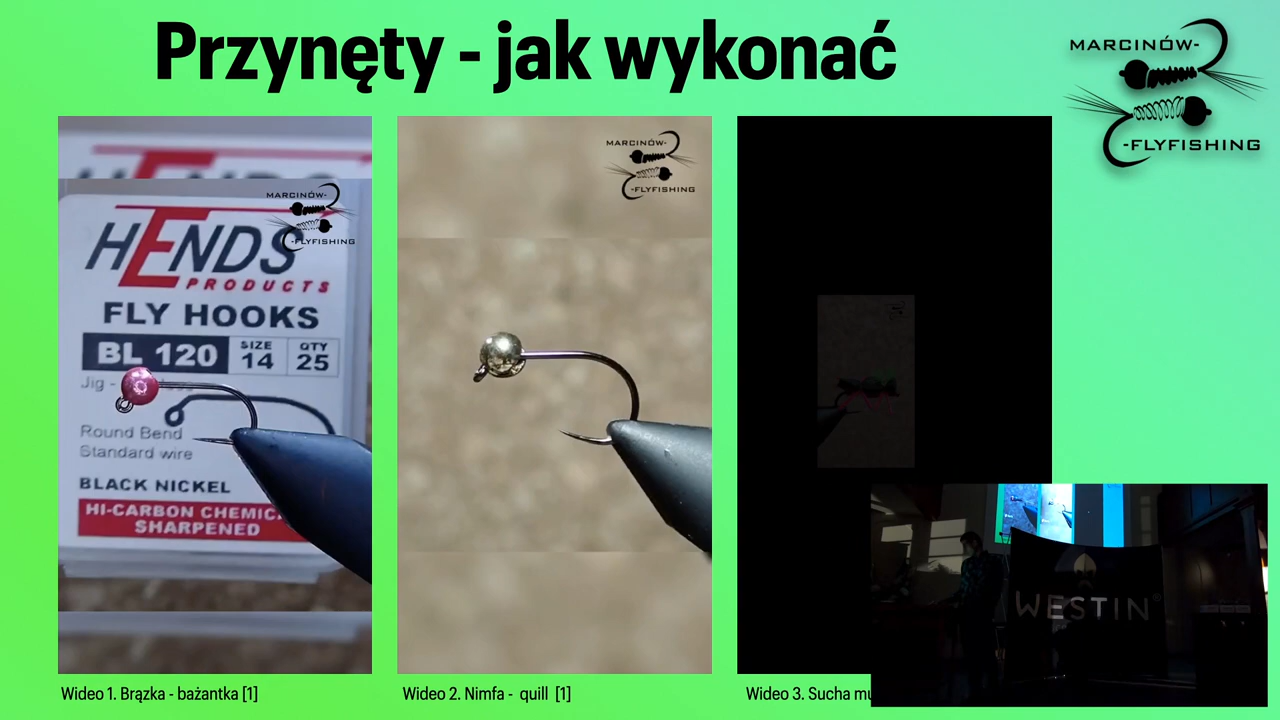 Przynęty - jak wykonać
MARCINÓW-
-FLYFISHING
MARCINÓW-
-FLYFISHING
HENDS
PRODUCTS
FLY HOOKS
BL 120
SIZE
14
QTY
25
Jig -
Round Bend
Standard wire
BLACK NICKEL
HI-CARBON CHEMIC
SHARPENED
MARCINÓW-
-FLYFISHING
WESTIN
Wideo 1. Brązka - bażantka [1]
Wideo 2. Nimfa - quill [1]
Wideo 3. Sucha mu